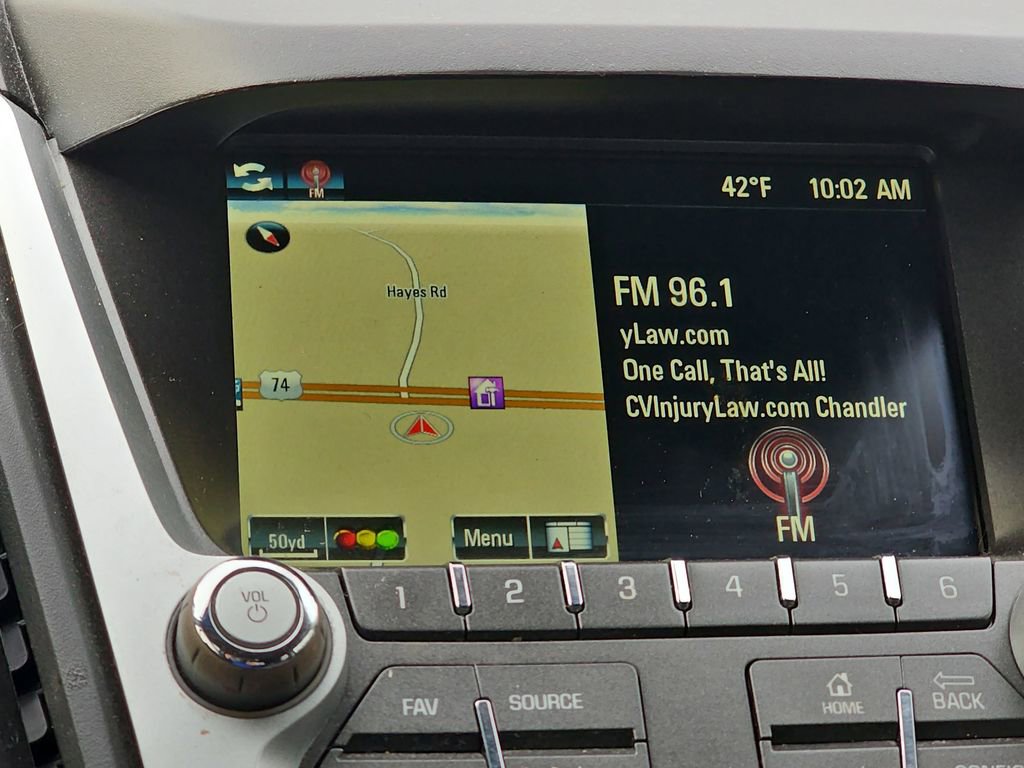 FM
42°F 10:02 AM
Hayes Rd
74
FM 96.1
yLaw.com
One Call, That's All!
CVInjuryLaw.com Chandler
FM
50yd
Menu
VOL
1 2 3 4 5 6
FAV SOURCE
HOME BACK